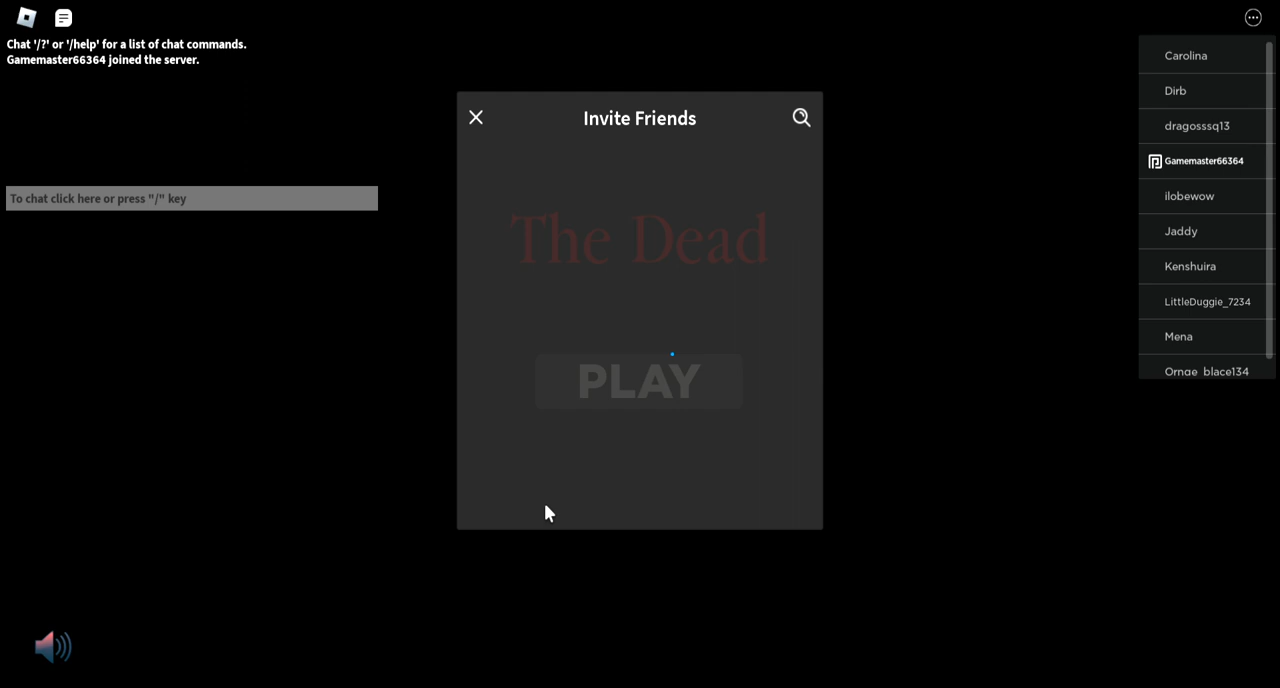 Chat '/?' or '/help' for a list of chat commands.
Gamemaster66364 joined the server.
To chat click here or press "/" key
Invite Friends
The Dead
PLAY
Carolina
Dirb
dragosssq13
Gamemaster66364
ilobewow
Jaddy
Kenshuira
LittleDuggie_7234
Mena
Ornge_blace134